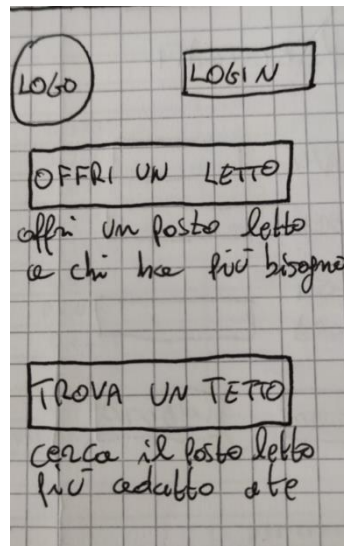 LOGO
LOGIN
OFFRI UN LETTO
offri un posto letto
a chi ha più bisogno
TROVA UN TETTO
cerca il posto letto
più adatto a te